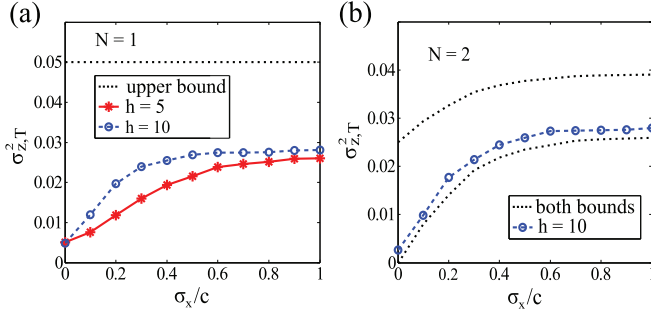 (a)
N = 1
0.05
0.04
0.03
0.02
0.01
0
σ²z,T
upper bound
h = 5
h = 10
0 0.2 0.4 0.6 0.8 1
σx/c
(b)
N = 2
0.04
0.03
0.02
0.01
0
σ²z,T
both bounds
h = 10
0 0.2 0.4 0.6 0.8 1
σx/c